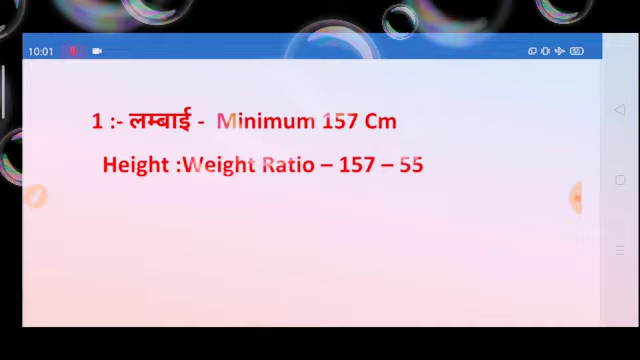 10:01
1 :- लम्बाई - Minimum 157 Cm
Height :Weight Ratio – 157 – 55